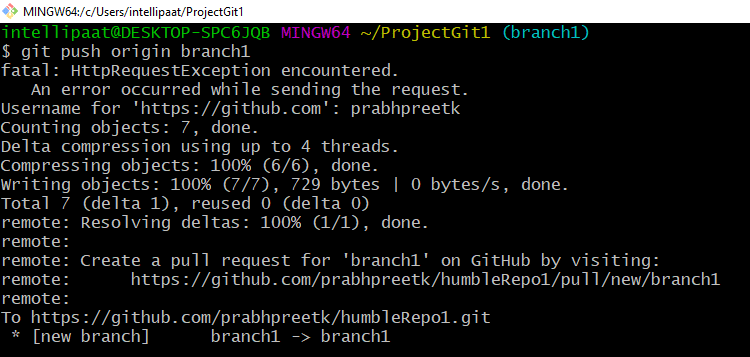 MINGW64:/c/Users/intellipaat/ProjectGit1
intellipaat@DESKTOP-SPC6JQB MINGW64 ~/ProjectGit1 (branch1)
$ git push origin branch1
fatal: HttpRequestException encountered.
   An error occurred while sending the request.
Username for 'https://github.com': prabhpreetk
Counting objects: 7, done.
Delta compression using up to 4 threads.
Compressing objects: 100% (6/6), done.
Writing objects: 100% (7/7), 729 bytes | 0 bytes/s, done.
Total 7 (delta 1), reused 0 (delta 0)
remote: Resolving deltas: 100% (1/1), done.
remote:
remote: Create a pull request for 'branch1' on GitHub by visiting:
remote:      https://github.com/prabhpreetk/humbleRepo1/pull/new/branch1
remote:
To https://github.com/prabhpreetk/humbleRepo1.git
 * [new branch]      branch1 -> branch1